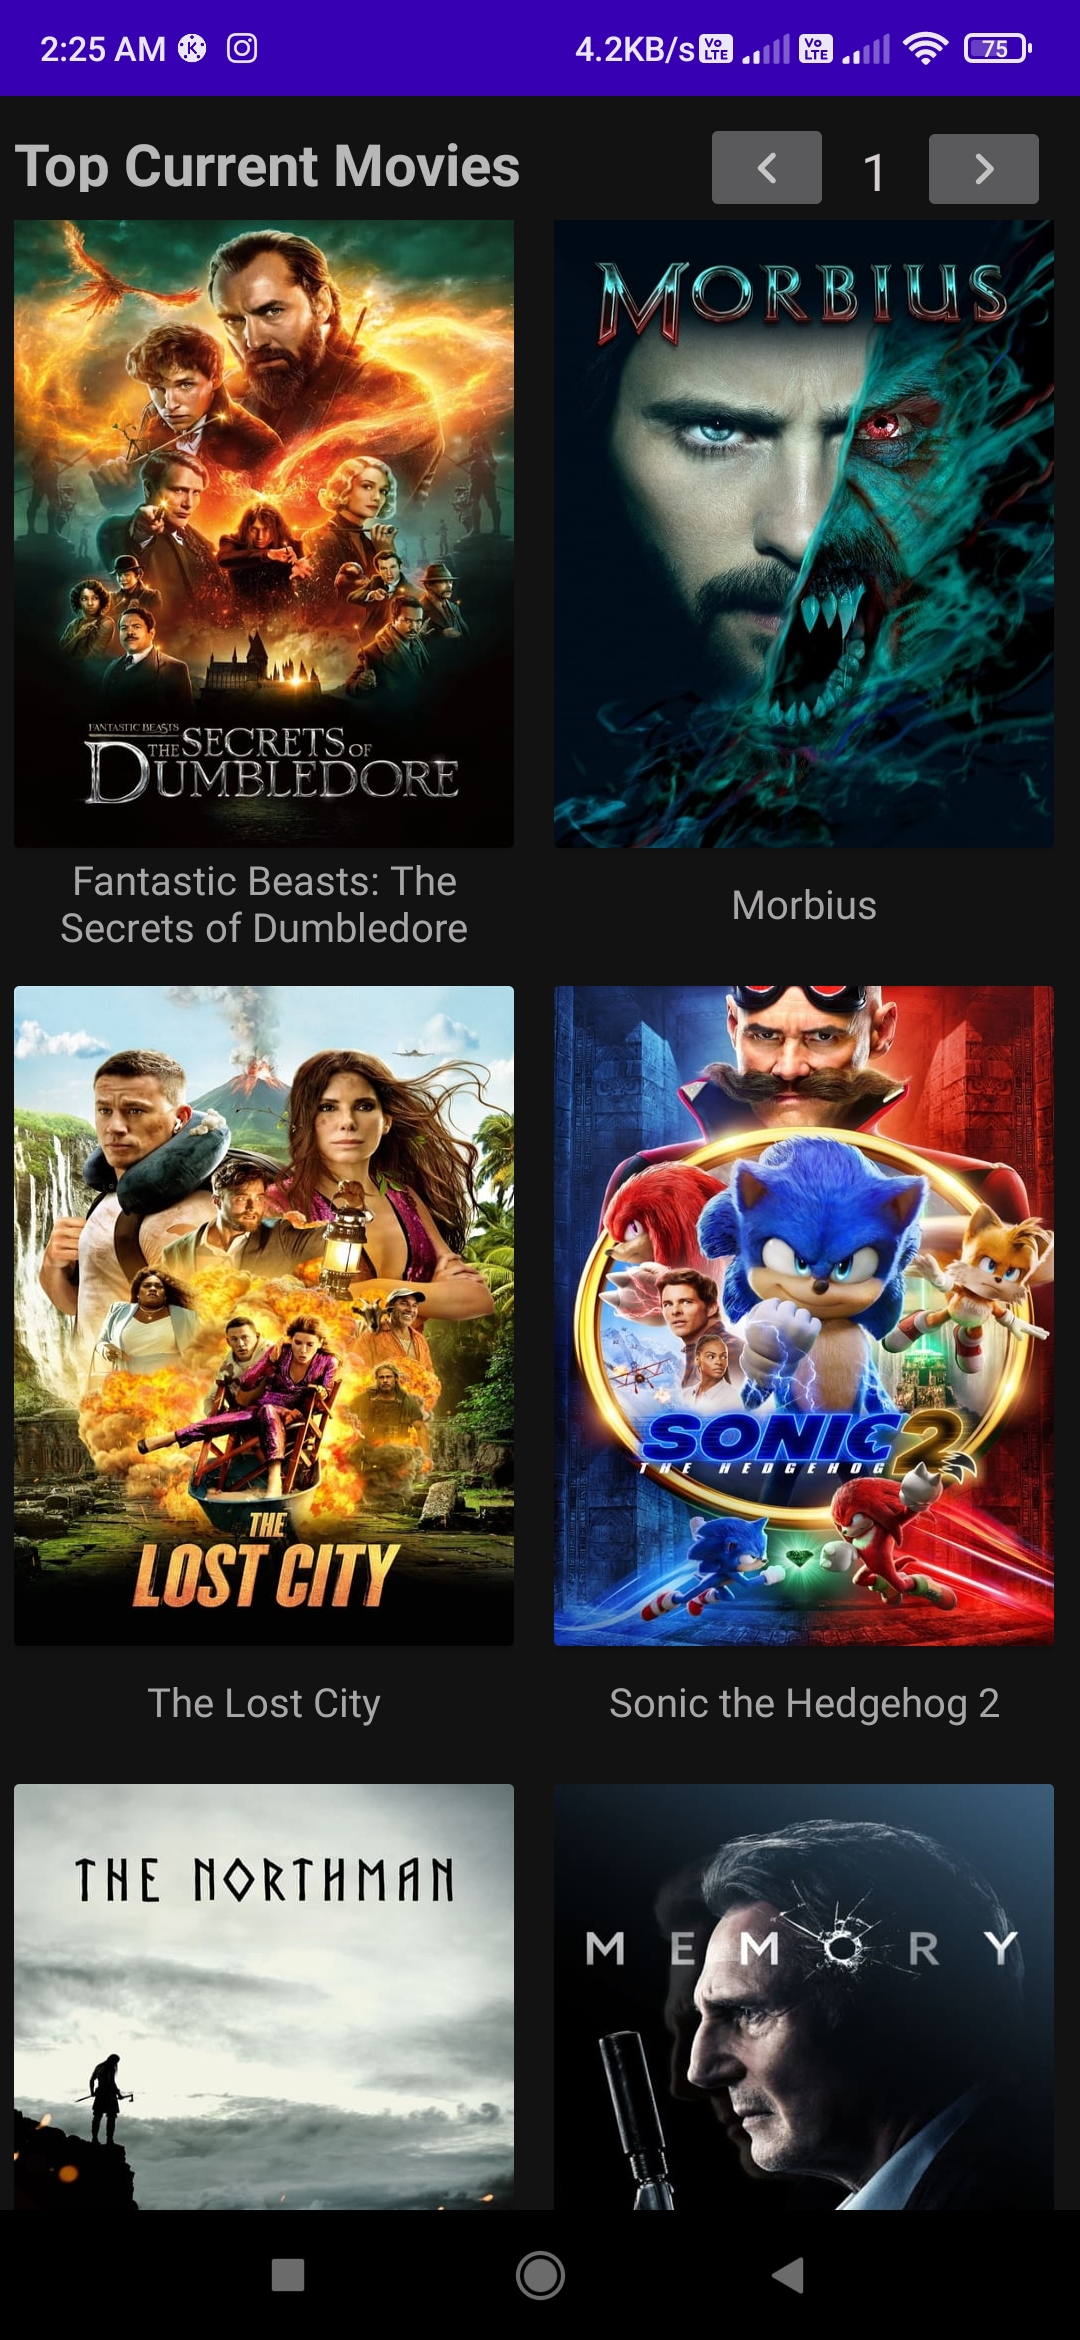 2:25 AM K 4.2KB/s Vo LTE Vo LTE 75
Top Current Movies
1
FANTASTIC BEASTS
THE SECRETS OF
DUMBLEDORE
MORBIUS
Fantastic Beasts: The
Secrets of Dumbledore
Morbius
THE
LOST CITY
SONIC 2
THE HEDGEHOG
The Lost City
Sonic the Hedgehog 2
THE NORTHMAN
MEMORY